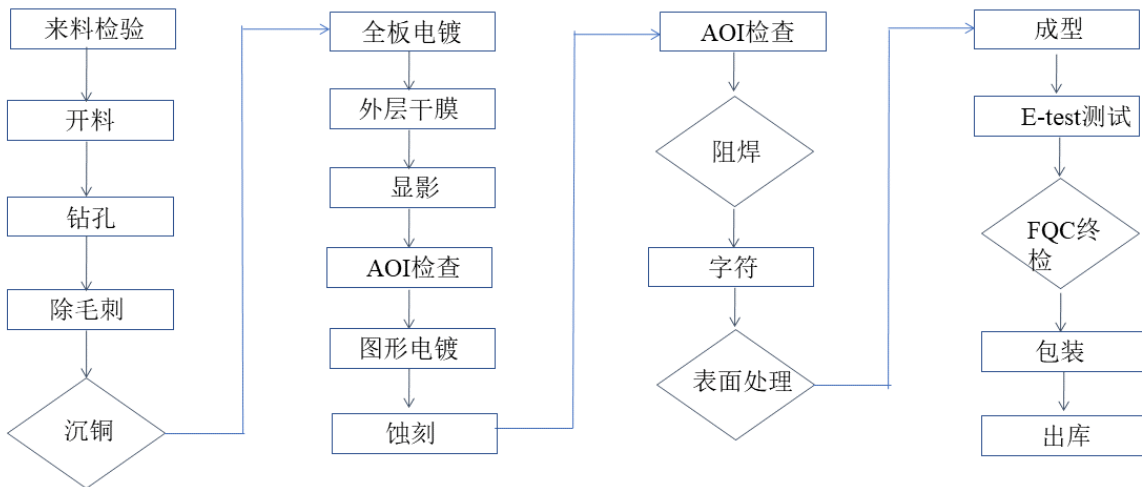 来料检验
开料
钻孔
除毛刺
沉铜
全板电镀
外层干膜
显影
AOI检查
图形电镀
蚀刻
AOI检查
阻焊
字符
表面处理
成型
E-test测试
FQC终
检
包装
出库